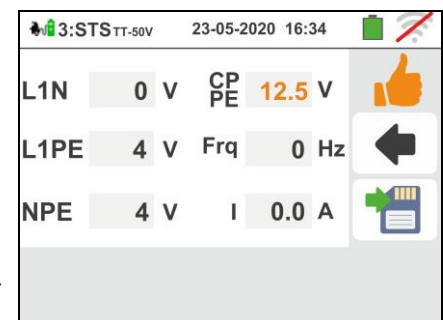 3:STS TT-50V 23-05-2020 16:34
L1N 0 V CP PE 12.5 V
L1PE 4 V Frq 0 Hz
NPE 4 V I 0.0 A